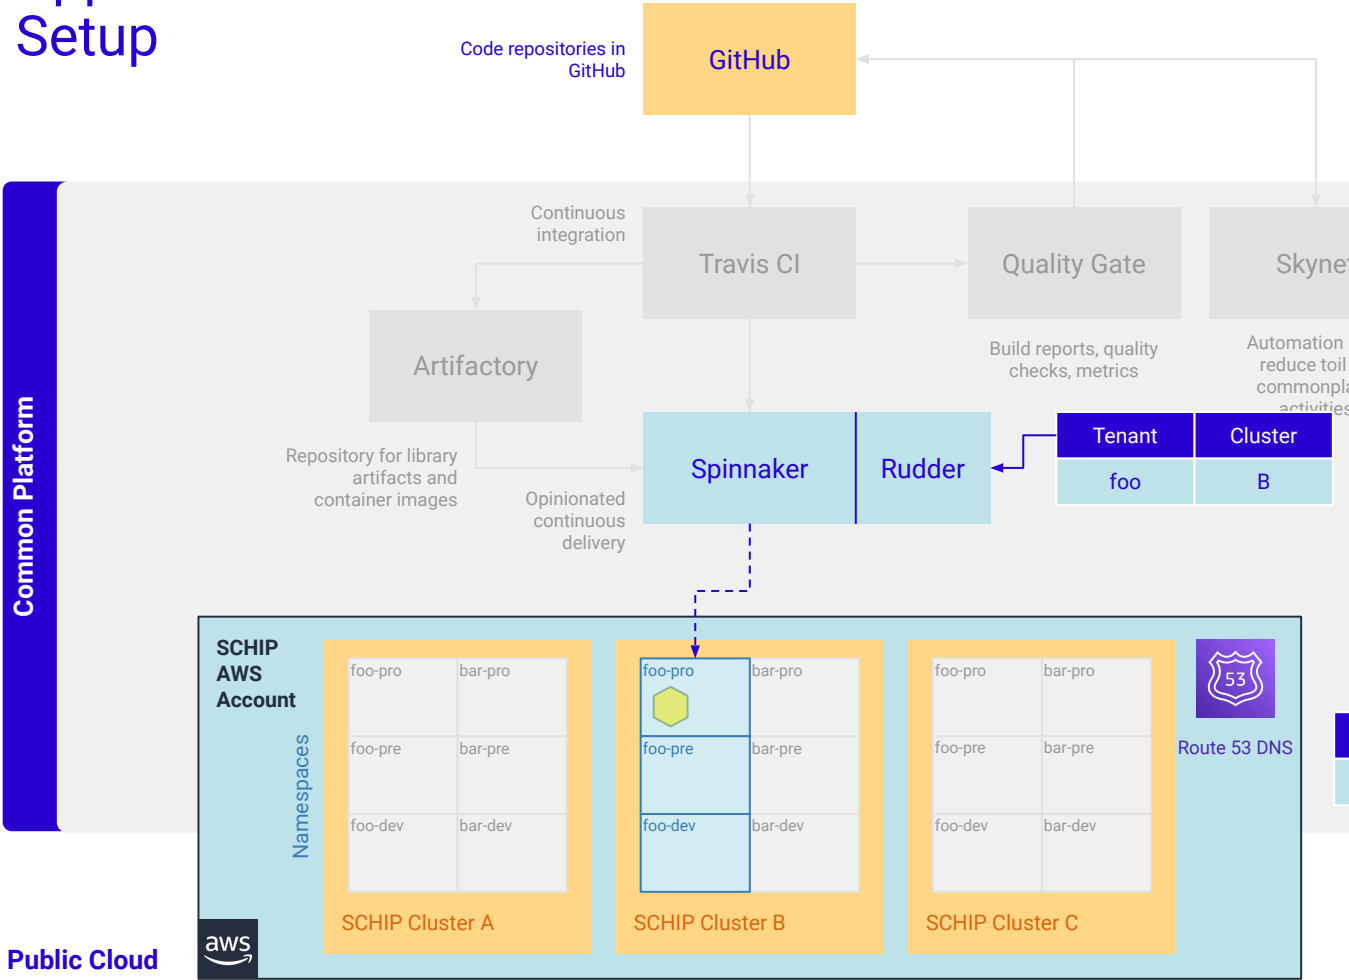 Setup
Code repositories in
GitHub
GitHub
Common Platform
Continuous
integration
Travis CI
Quality Gate
Artifactory
Build reports, quality
checks, metrics
Automation
reduce toil
activities
Repository for library
artifacts and
container images
Opinionated
continuous
delivery
Spinnaker
Rudder
Tenant
Cluster
foo
B
SCHIP
AWS
Account
Namespaces
foo-pro
bar-pro
foo-pre
bar-pre
foo-dev
bar-dev
SCHIP Cluster A
foo-pro
bar-pro
foo-pre
bar-pre
foo-dev
bar-dev
SCHIP Cluster B
foo-pro
bar-pro
foo-pre
bar-pre
foo-dev
bar-dev
SCHIP Cluster C
53
Route 53 DNS
aws
Public Cloud